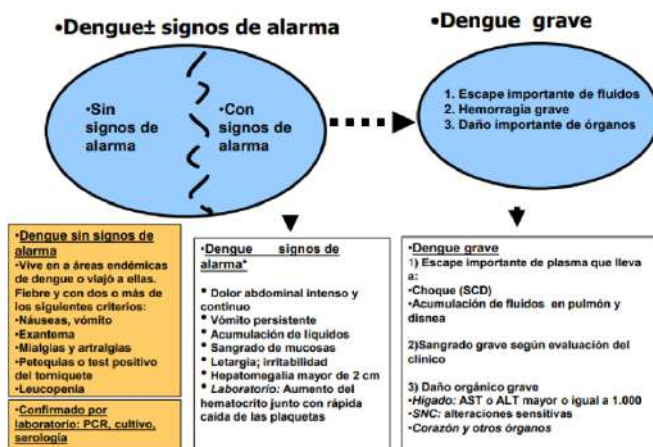 •Dengue± signos de alarma
•Dengue grave
•Sin
signos de
alarma
•Con
signos de
alarma
1. Escape importante de fluidos
2. Hemorragia grave
3. Daño importante de órganos
•Dengue sin signos de
alarma
•Vive en a áreas endémicas
de dengue o viajó a ellas.
Fiebre y con dos o más de
los siguientes criterios:
•Náuseas, vómito
•Exantema
•Mialgias y artralgias
•Petequias o test positivo
del torniquete
•Leucopenia
•Confirmado por
laboratorio: PCR, cultivo,
serología
•Dengue signos de
alarma*
• Dolor abdominal intenso y
continuo
• Vómito persistente
• Acumulación de líquidos
• Sangrado de mucosas
• Letargia; irritabilidad
• Hepatomegalia mayor de 2 cm
• Laboratorio: Aumento del
hematocrito junto con rápida
caída de las plaquetas
•Dengue grave
1) Escape importante de plasma que lleva
a:
•Choque (SCD)
•Acumulación de fluidos en pulmón y
disnea
2)Sangrado grave según evaluación del
clínico
3) Daño orgánico grave
•Hígado: AST o ALT mayor o igual a 1.000
•SNC: alteraciones sensitivas
•Corazón y otros órganos